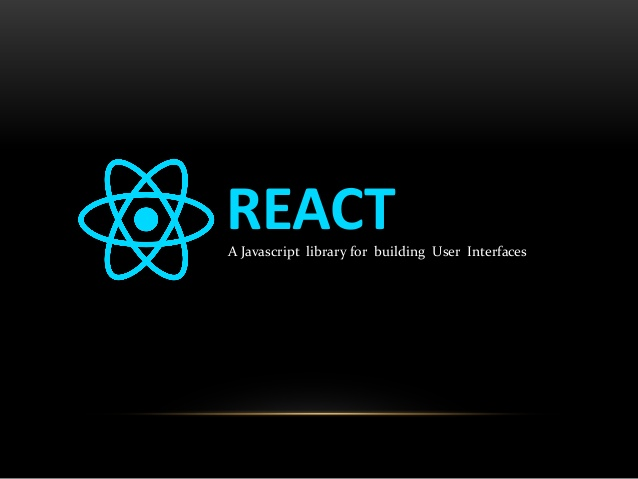 REACT
A Javascript library for building User Interfaces